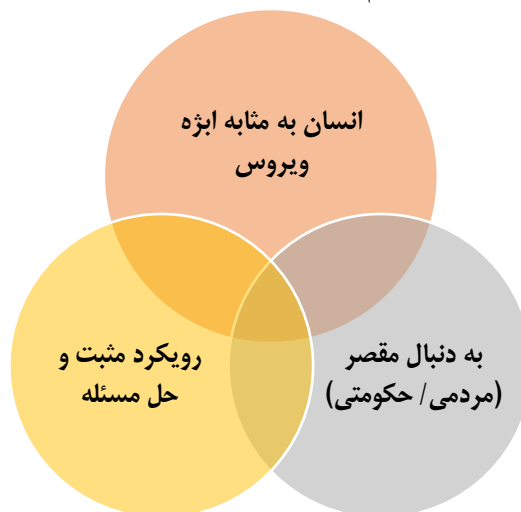 انسان به مثابه ابژه
ویروس
به دنبال مقصر
(مردمی/ حکومتی)
رویکرد مثبت و
حل مسئله